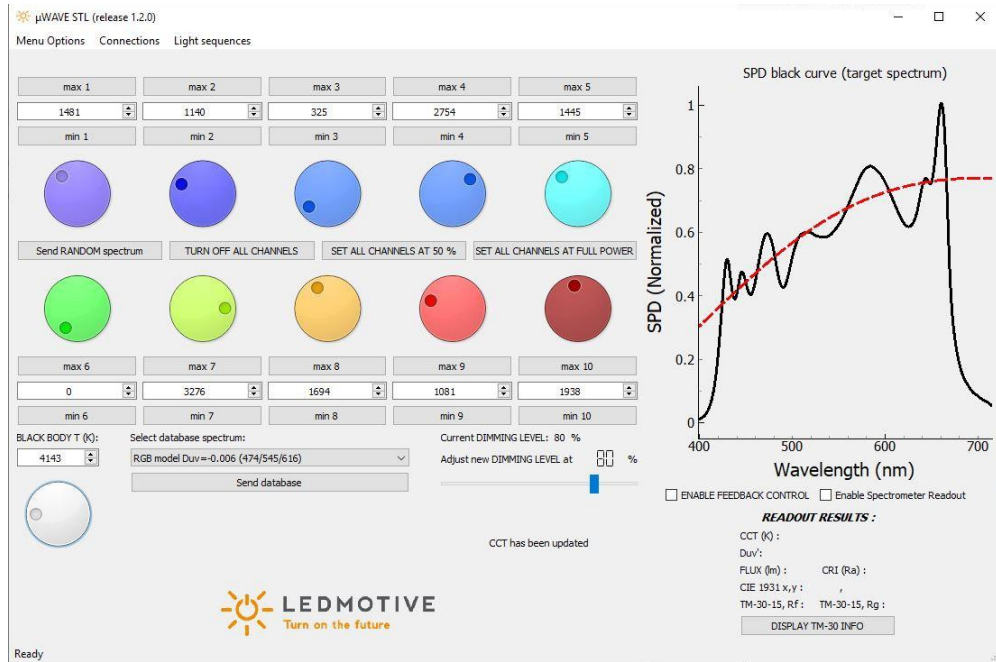 µWAVE STL (release 1.2.0)
Menu Options Connections Light sequences
max 1 max 2 max 3 max 4 max 5
1481 1140 325 2754 1445
min 1 min 2 min 3 min 4 min 5
Send RANDOM spectrum TURN OFF ALL CHANNELS SET ALL CHANNELS AT 50 % SET ALL CHANNELS AT FULL POWER
max 6 max 7 max 8 max 9 max 10
0 3276 1694 1081 1938
min 6 min 7 min 8 min 9 min 10
BLACK BODY T (K): Select database spectrum: Current DIMMING LEVEL: 80 %
4143 RGB model Duv=-0.006 (474/545/616) Adjust new DIMMING LEVEL at 80 %
Send database
CCT has been updated
LEDMOTIVE
Turn on the future
Ready
SPD black curve (target spectrum)
SPD (Normalized)
1
0.8
0.6
0.4
0.2
0
400 500 600 700
Wavelength (nm)
ENABLE FEEDBACK CONTROL Enable Spectrometer Readout
READOUT RESULTS :
CCT (K) :
Duv':
FLUX (lm) : CRI (Ra) :
CIE 1931 x,y : ,
TM-30-15, Rf : TM-30-15, Rg :
DISPLAY TM-30 INFO